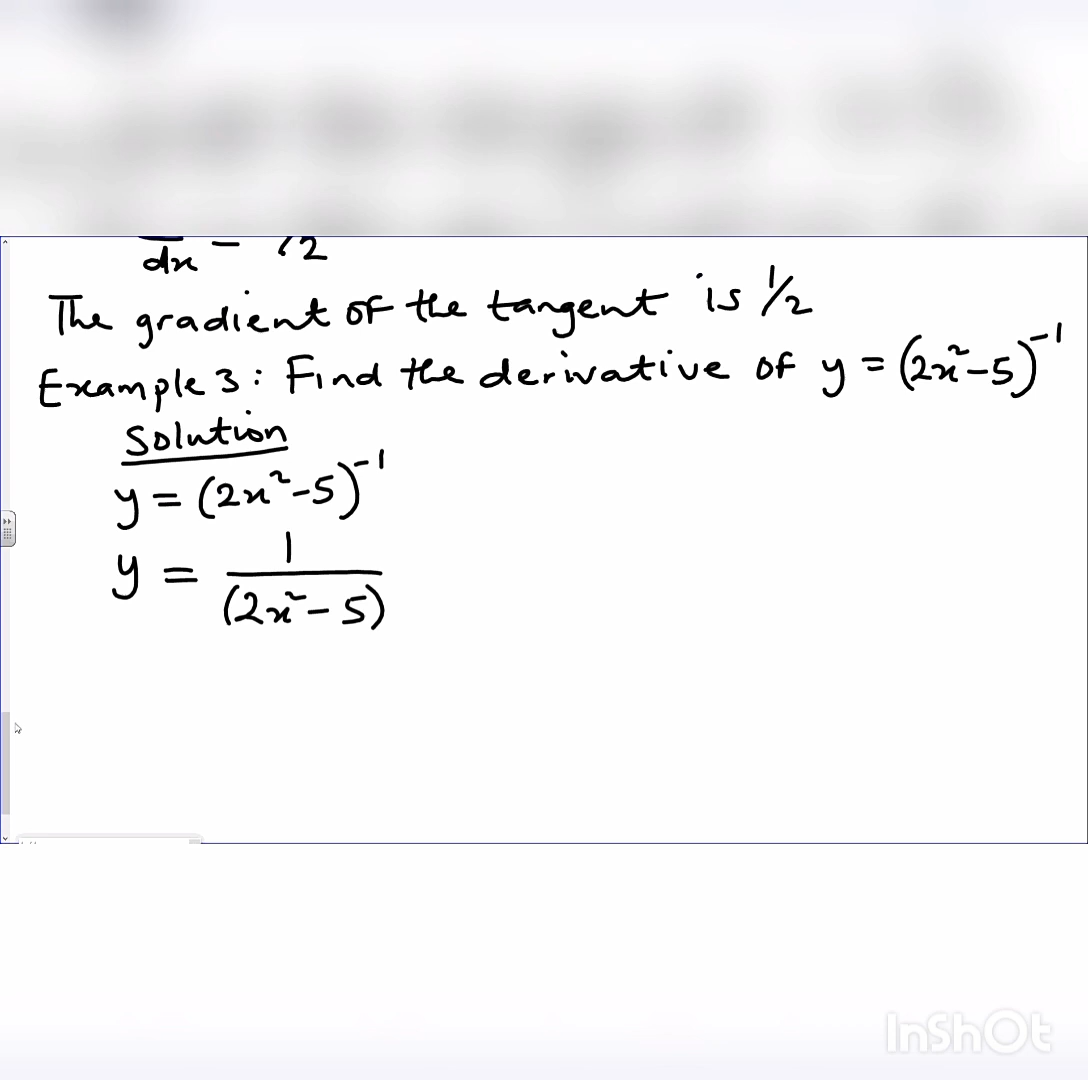 dx
The gradient of the tangent is 1/2
Example 3: Find the derivative of y = (2x²-5)⁻¹
Solution
y = (2x²-5)⁻¹
y = 1/(2x²-5)
InShOt